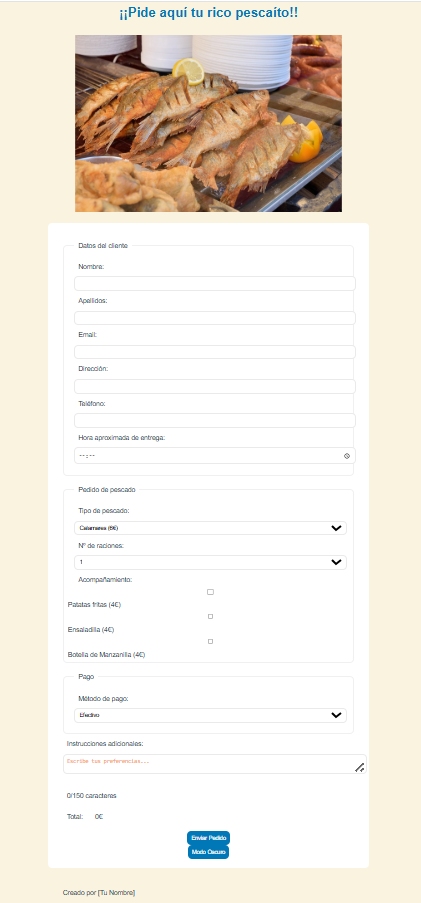 ¡¡Pide aquí tu rico pescaíto!!
Datos del cliente
Nombre:
Apellidos:
Email:
Dirección:
Teléfono:
Hora aproximada de entrega:
--:--
Pedido de pescado
Tipo de pescado:
Calamares (8€)
Nº de raciones:
1
Acompañamiento:
Patatas fritas (4€)
Ensaladilla (4€)
Botella de Manzanilla (4€)
Pago
Método de pago:
Efectivo
Instrucciones adicionales:
Escribe tus preferencias...
0/150 caracteres
Total: 0€
Enviar Pedido
Modo Oscuro
Creado por [Tu Nombre]